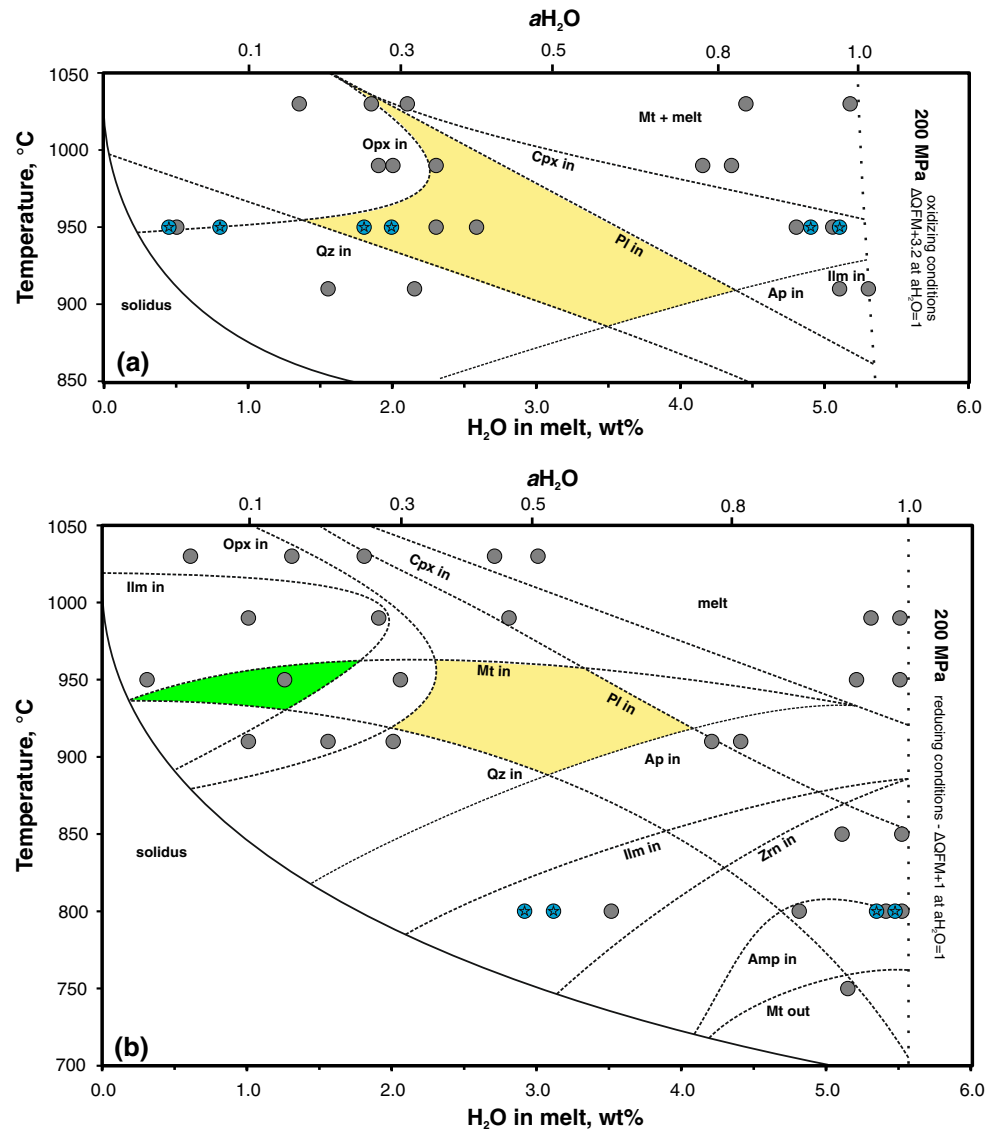 aH₂O
0.1 0.3 0.5 0.8 1.0
Temperature, °C
1050
1000
950
900
850
Mt + melt
Opx in
Cpx in
Pl in
Qz in
Ilm in
Ap in
solidus
(a)
200 MPa
oxidizing conditions
ΔQFM+3.2 at aH₂O=1
0.0 1.0 2.0 3.0 4.0 5.0 6.0
H₂O in melt, wt%
aH₂O
0.1 0.3 0.5 0.8 1.0
Temperature, °C
1050
1000
950
900
850
800
750
700
Opx in
Cpx in
Ilm in
melt
Mt in
Pl in
Ap in
Qz in
Ilm in
Zrn in
solidus
Amp in
Mt out
(b)
200 MPa reducing conditions - ΔQFM+1 at aH₂O=1
0.0 1.0 2.0 3.0 4.0 5.0 6.0
H₂O in melt, wt%